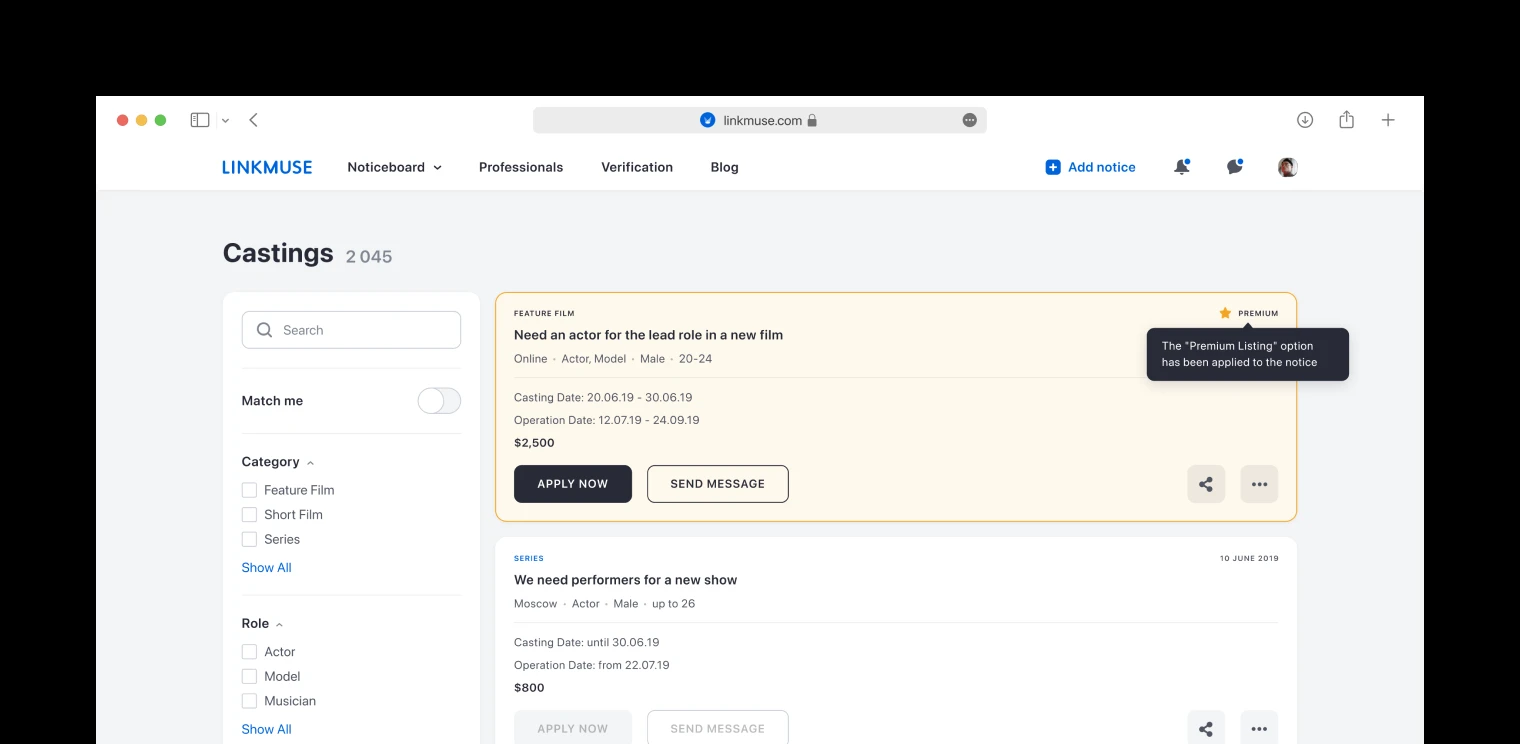 linkmuse.com
LINKMUSE Noticeboard Professionals Verification Blog Add notice
Castings 2 045
Search
Match me
Category
Feature Film
Short Film
Series
Show All
Role
Actor
Model
Musician
Show All
FEATURE FILM PREMIUM
Need an actor for the lead role in a new film
Online · Actor, Model · Male · 20-24
The "Premium Listing" option
has been applied to the notice
Casting Date: 20.06.19 - 30.06.19
Operation Date: 12.07.19 - 24.09.19
$2,500
APPLY NOW SEND MESSAGE
SERIES 10 JUNE 2019
We need performers for a new show
Moscow · Actor · Male · up to 26
Casting Date: until 30.06.19
Operation Date: from 22.07.19
$800
APPLY NOW SEND MESSAGE